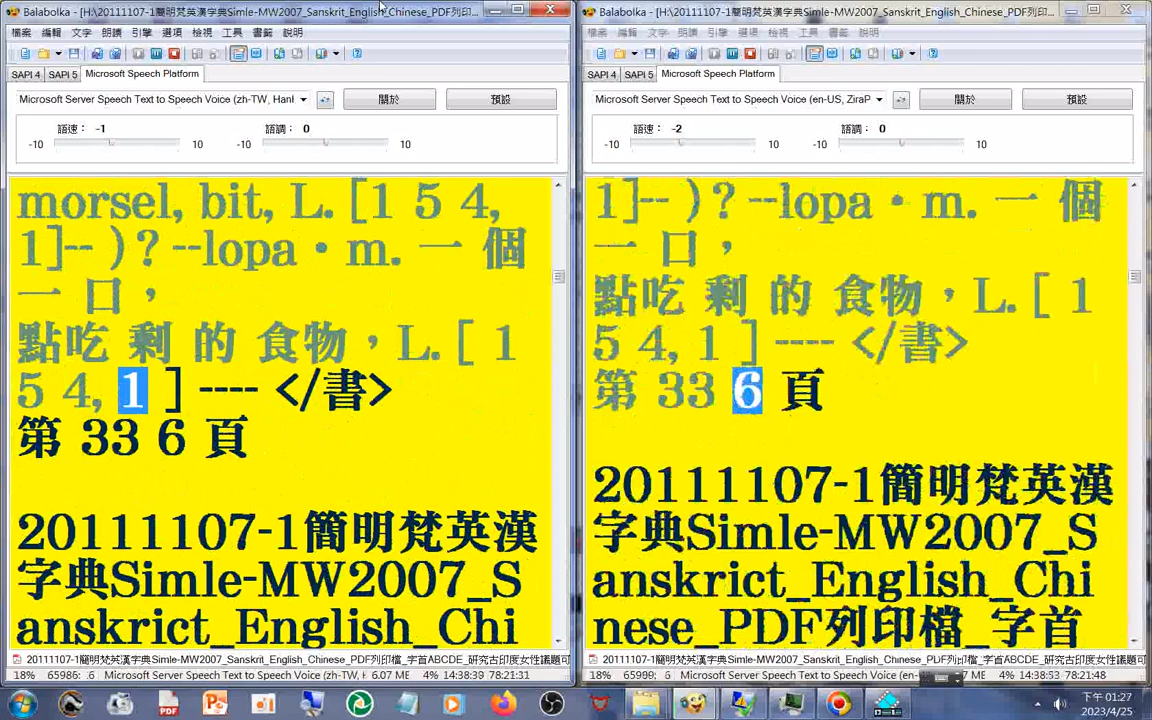 Balabolka - [H:\20111107-1簡明梵英漢字典Simle-MW2007_Sanskrit_English_Chinese_PDF列印...
檔案 編輯 文字 朗讀 引擎 選項 檢視 工具 書籤 說明
SAPI 4 SAPI 5 Microsoft Speech Platform
Microsoft Server Speech Text to Speech Voice (zh-TW, Hanl
關於 預設
語速： -1 語調： 0
-10 10 -10 10
morsel, bit, L. [1 5 4,
1]-- ) ? --lopa • m. 一 個
一 口，
點吃 剩 的 食物，L. [ 1
5 4, 1 ] ---- </書>
第 33 6 頁
20111107-1簡明梵英漢
字典Simle-MW2007_S
anskrict_English_Chi
20111107-1簡明梵英漢字典Simle-MW2007_Sanskrit_English_Chinese_PDF列印檔_字首ABCDE_研究古印度女性議題可
18% 65986: .6 Microsoft Server Speech Text to Speech Voice (zh-TW, H 6.07 ME 4% 14:38:39 78:21:31
Balabolka - [H:\20111107-1簡明梵英漢字典Simle-MW2007_Sanskrit_English_Chinese_PDF列印...
檔案 編輯 文字 朗讀 引擎 選項 檢視 工具 書籤 說明
SAPI 4 SAPI 5 Microsoft Speech Platform
Microsoft Server Speech Text to Speech Voice (en-US, ZiraP
關於 預設
語速： -2 語調： 0
-10 10 -10 10
1]-- ) ? --lopa • m. 一 個
一 口，
點吃 剩 的 食物，L. [ 1
5 4, 1 ] ---- </書>
第 33 6 頁
20111107-1簡明梵英漢
字典Simle-MW2007_S
anskrict_English_Chi
nese_PDF列印檔_字首
20111107-1簡明梵英漢字典Simle-MW2007_Sanskrit_English_Chinese_PDF列印檔_字首ABCDE_研究古印度女性議題可
18% 65999: .6 Microsoft Server Speech Text to Speech Voice 6.07 ME 4% 14:38:53 78:21:48
下午 01:27
2023/4/25